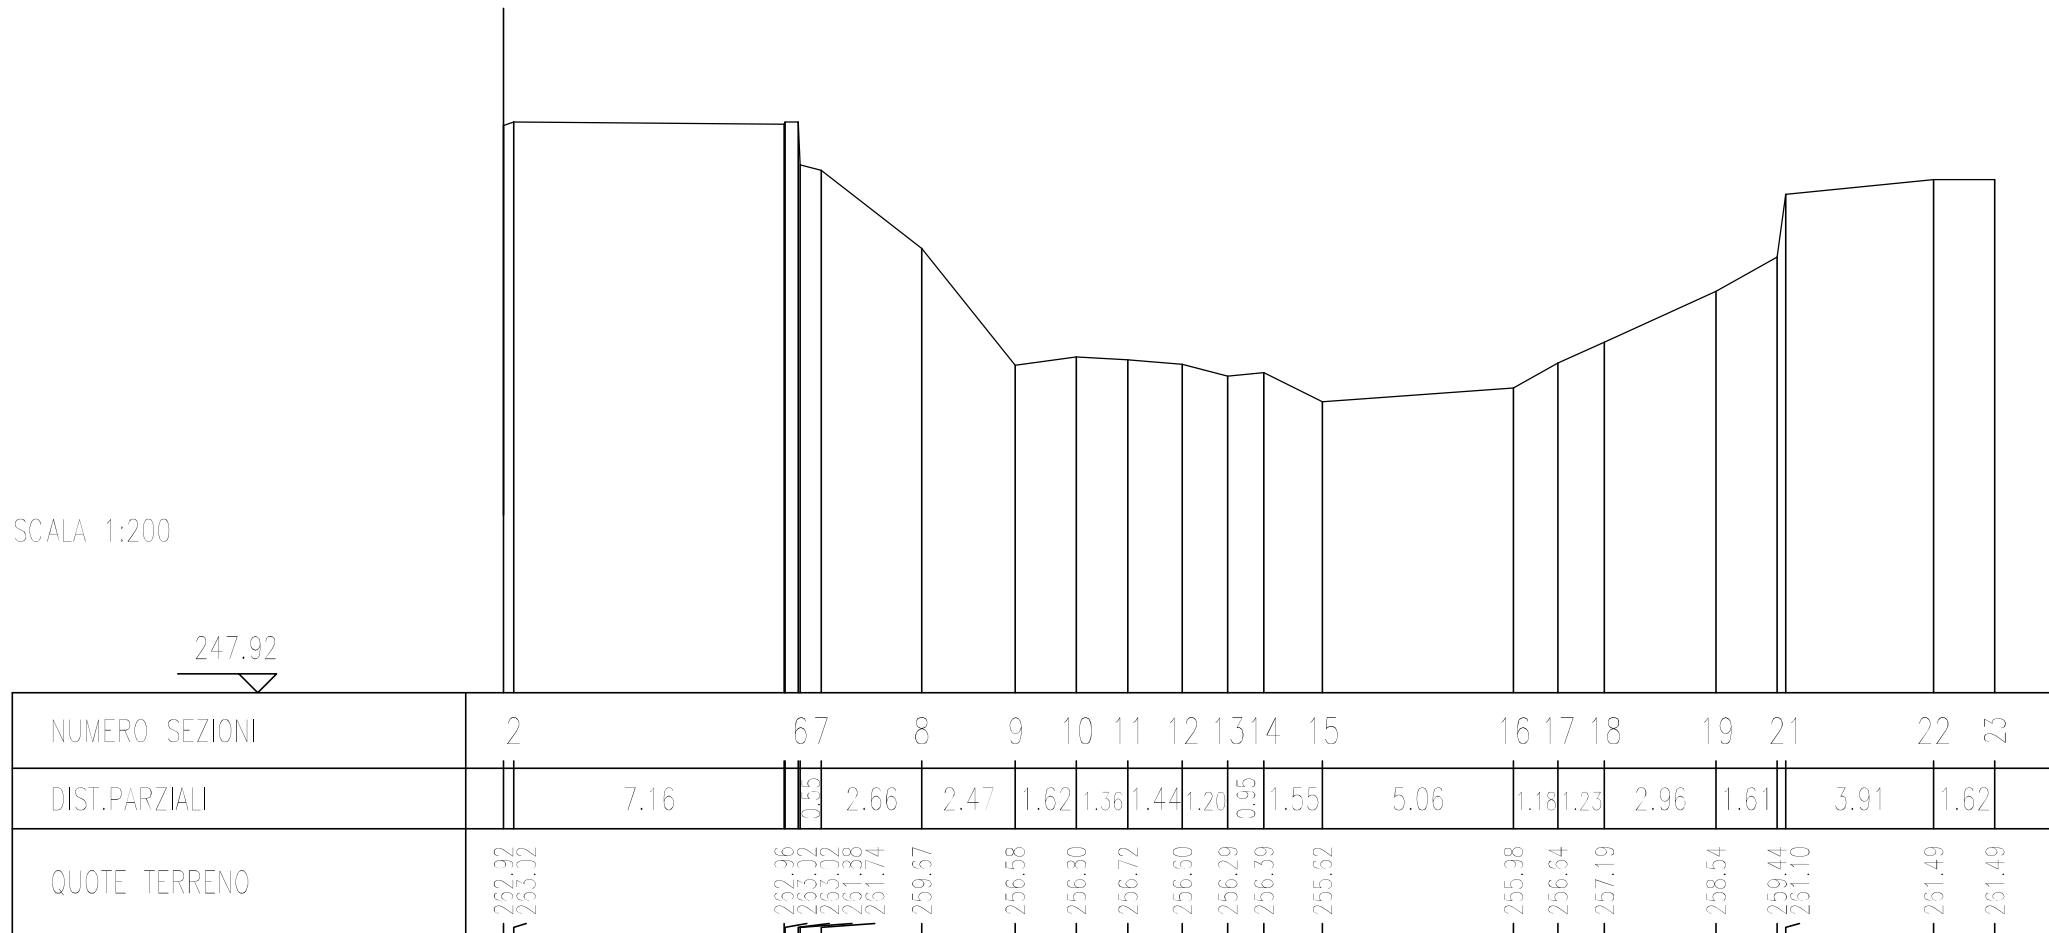 SCALA 1:200
247.92
NUMERO SEZIONI 2 6 7 8 9 10 11 12 13 14 15 16 17 18 19 21 22 23
DIST.PARZIALI 7.16 0.55 2.66 2.47 1.62 1.36 1.44 1.20 0.95 1.55 5.06 1.18 1.23 2.96 1.61 3.91 1.62
QUOTE TERRENO 262.92 263.02 262.96 263.02 263.02 261.88 261.74 259.67 256.58 256.80 256.72 256.60 256.29 256.39 255.62 255.98 256.64 257.19 258.54 259.44 261.10 261.49 261.49